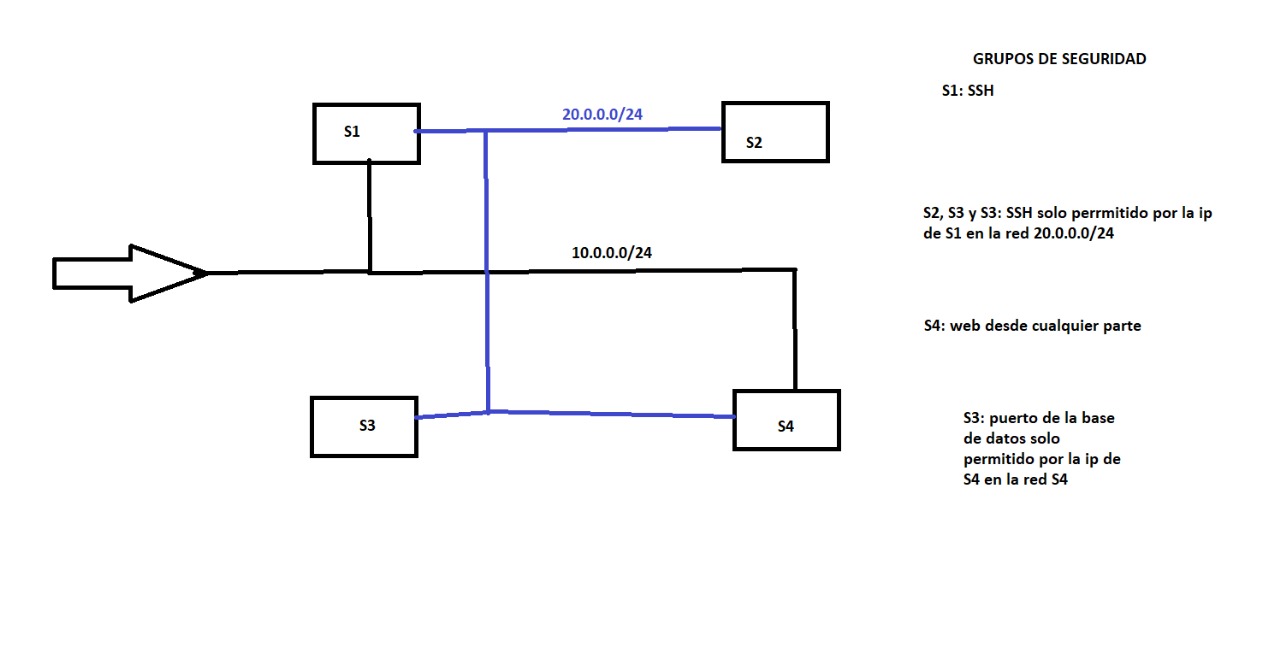 GRUPOS DE SEGURIDAD
S1: SSH
20.0.0.0/24
S1
S2
S2, S3 y S3: SSH solo perrmitido por la ip
de S1 en la red 20.0.0.0/24
10.0.0.0/24
S4: web desde cualquier parte
S3
S4
S3: puerto de la base
de datos solo
permitido por la ip de
S4 en la red S4